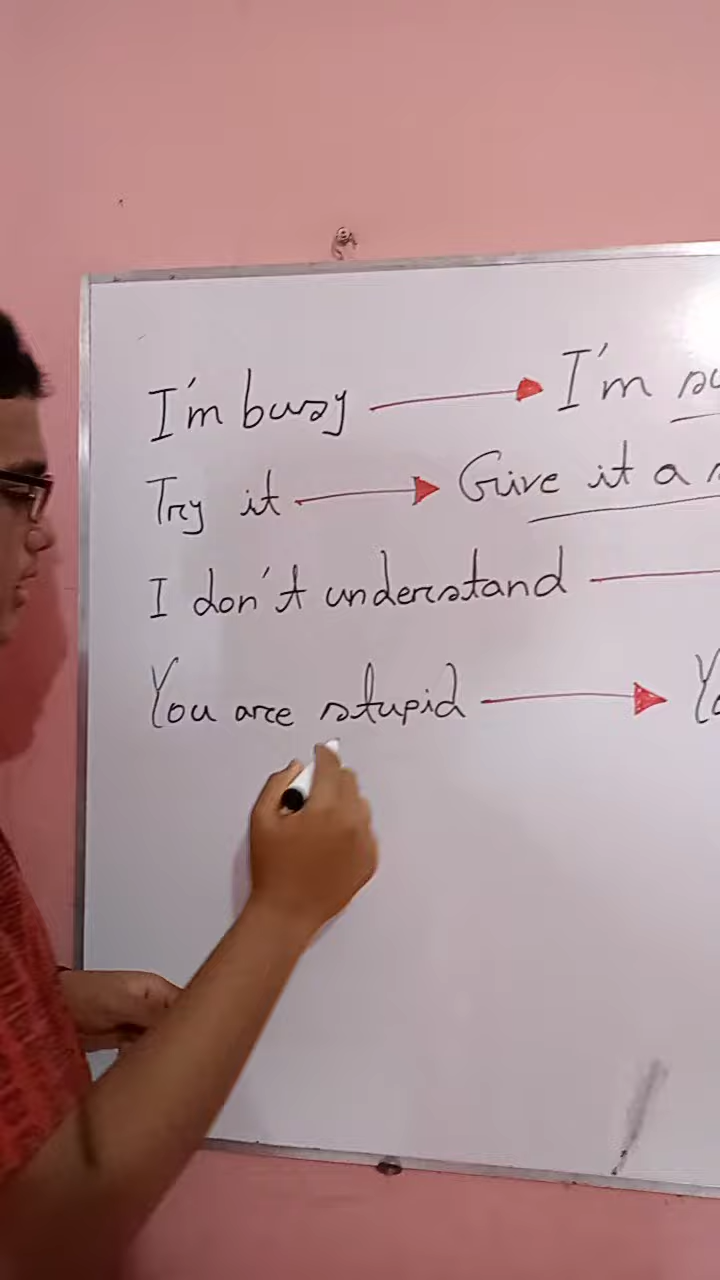 I'm busy → I'm
Try it → Give it a
I don't understand
You are stupid →